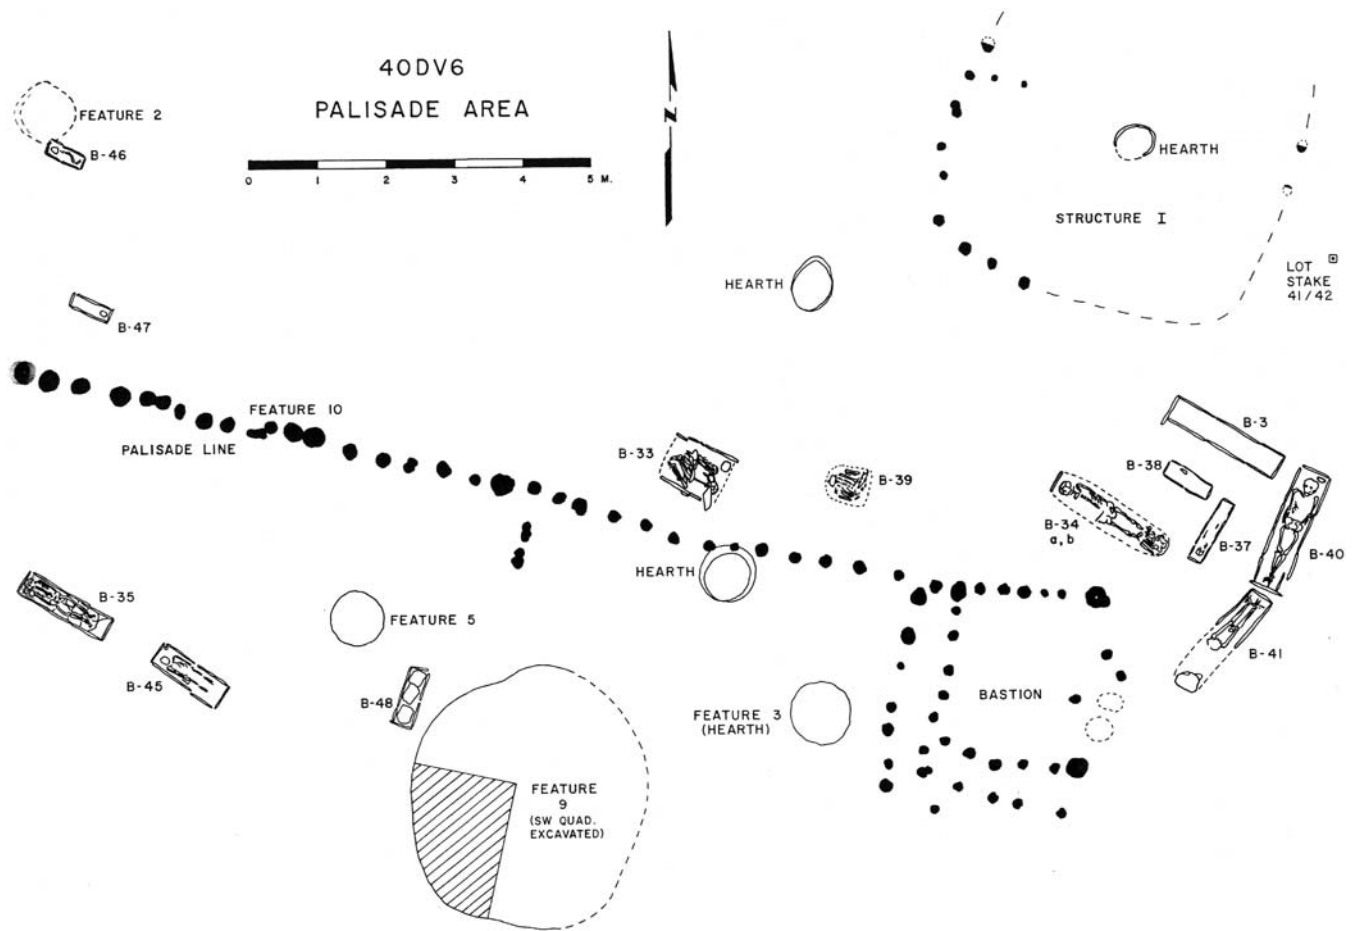 40DV6
PALISADE AREA
0 1 2 3 4 5 M.
N
FEATURE 2
B-46
HEARTH
STRUCTURE I
LOT
STAKE
41/42
HEARTH
B-47
FEATURE 10
PALISADE LINE
B-33
B-39
B-3
B-38
B-34
a,b
B-37
B-40
HEARTH
B-35
FEATURE 5
B-41
B-45
B-48
FEATURE 3
(HEARTH)
BASTION
FEATURE
9
(SW QUAD.
EXCAVATED)